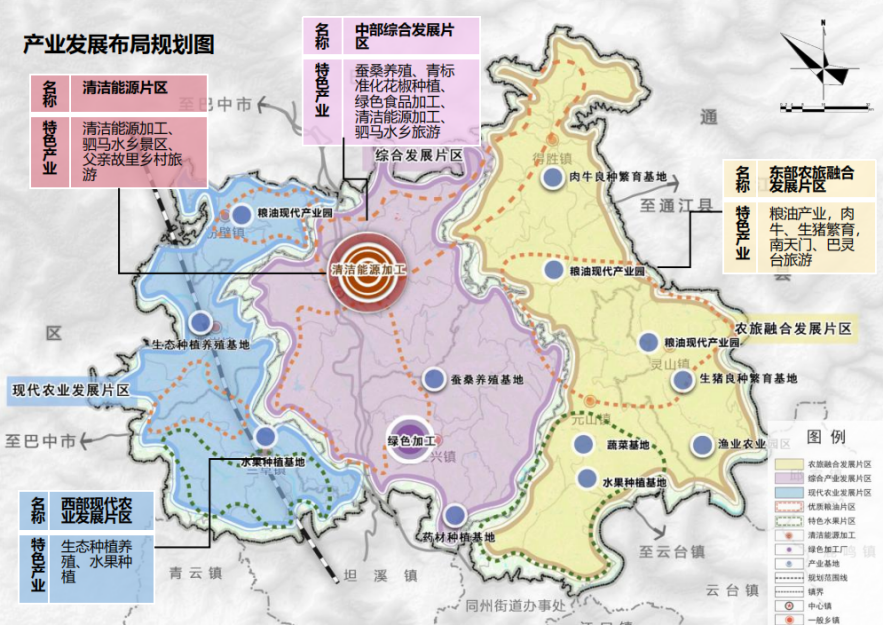 产业发展布局规划图
名称
中部综合发展片
区
特色产业
蚕桑养殖、青标
准化花椒种植、
绿色食品加工、
清洁能源加工、
驷马水乡旅游
名称
清洁能源片区
特色产业
清洁能源加工、
驷马水乡景区、
父亲故里乡村旅
游
N
至巴中市
通
综合发展片区
得胜镇
肉牛良种繁育基地
至通江县
江
名称
东部农旅融合
发展片区
特色产业
粮油产业，肉
牛、生猪繁育，
南天门、巴灵
台旅游
县
粮油现代产业园
清洁能源加工
粮油现代产业园
区
生态种植养殖基地
农旅融合发展片区
粮油现代产业园
灵山镇
生猪良种繁育基地
现代农业发展片区
蚕桑养殖基地
元山镇
至巴中市
绿色加工
兴镇
蔬菜基地
渔业农业园区
水果种植基地
水果种植基地
药材种植基地
名称
西部现代农
业发展片区
特色产业
生态种植养
殖、水果种
植
至云台镇
青云镇
坦溪镇
同州街道办事处
云台镇
图例
农旅融合发展片区
综合产业发展片区
现代农业发展片区
优质粮油片区
特色水果片区
清洁能源加工
绿色加工厂
产业基地
规划范围线
镇界
中心镇
一般乡镇